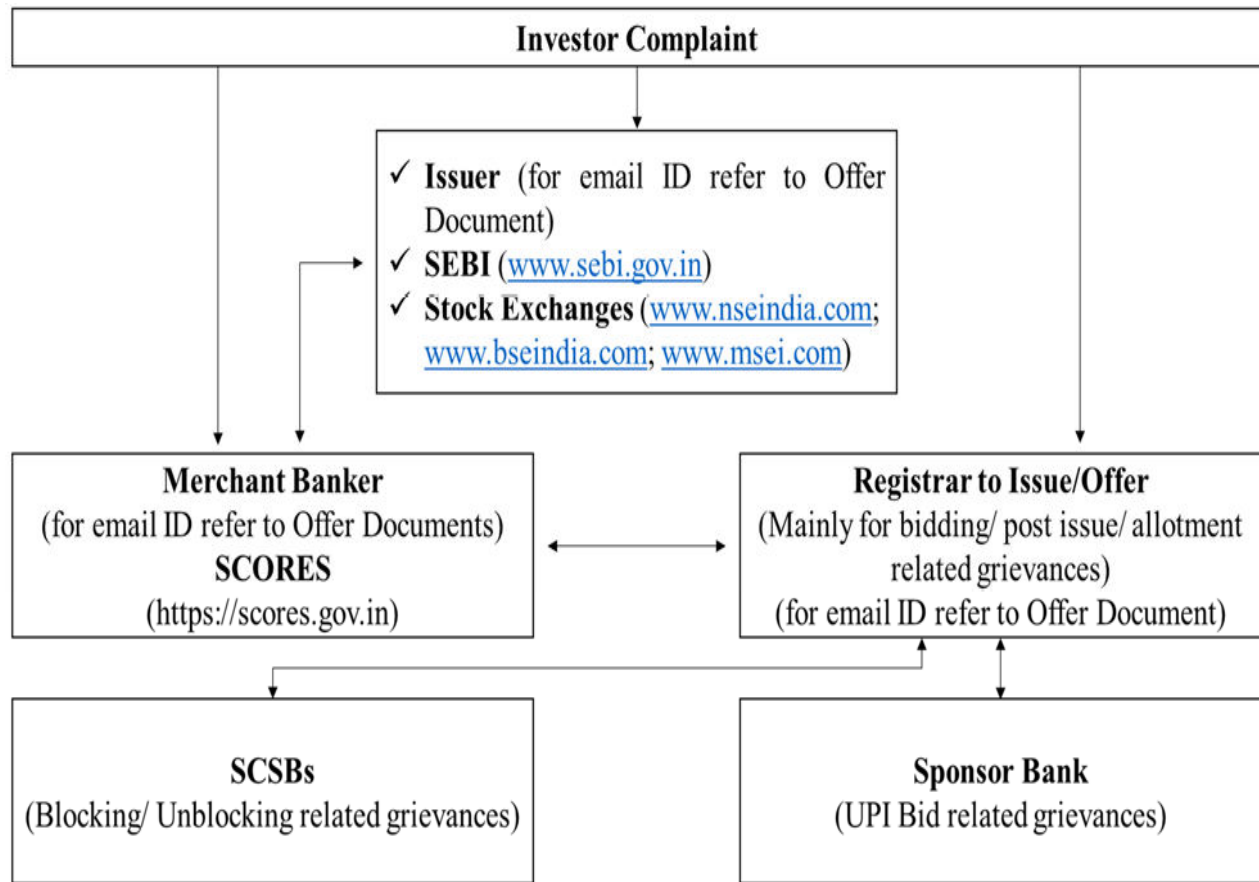 Investor Complaint
✓ Issuer (for email ID refer to Offer
Document)
✓ SEBI (www.sebi.gov.in)
✓ Stock Exchanges (www.nseindia.com;
www.bseindia.com; www.msei.com)
Merchant Banker
(for email ID refer to Offer Documents)
SCORES
(https://scores.gov.in)
Registrar to Issue/Offer
(Mainly for bidding/ post issue/ allotment
related grievances)
(for email ID refer to Offer Document)
SCSBs
(Blocking/ Unblocking related grievances)
Sponsor Bank
(UPI Bid related grievances)